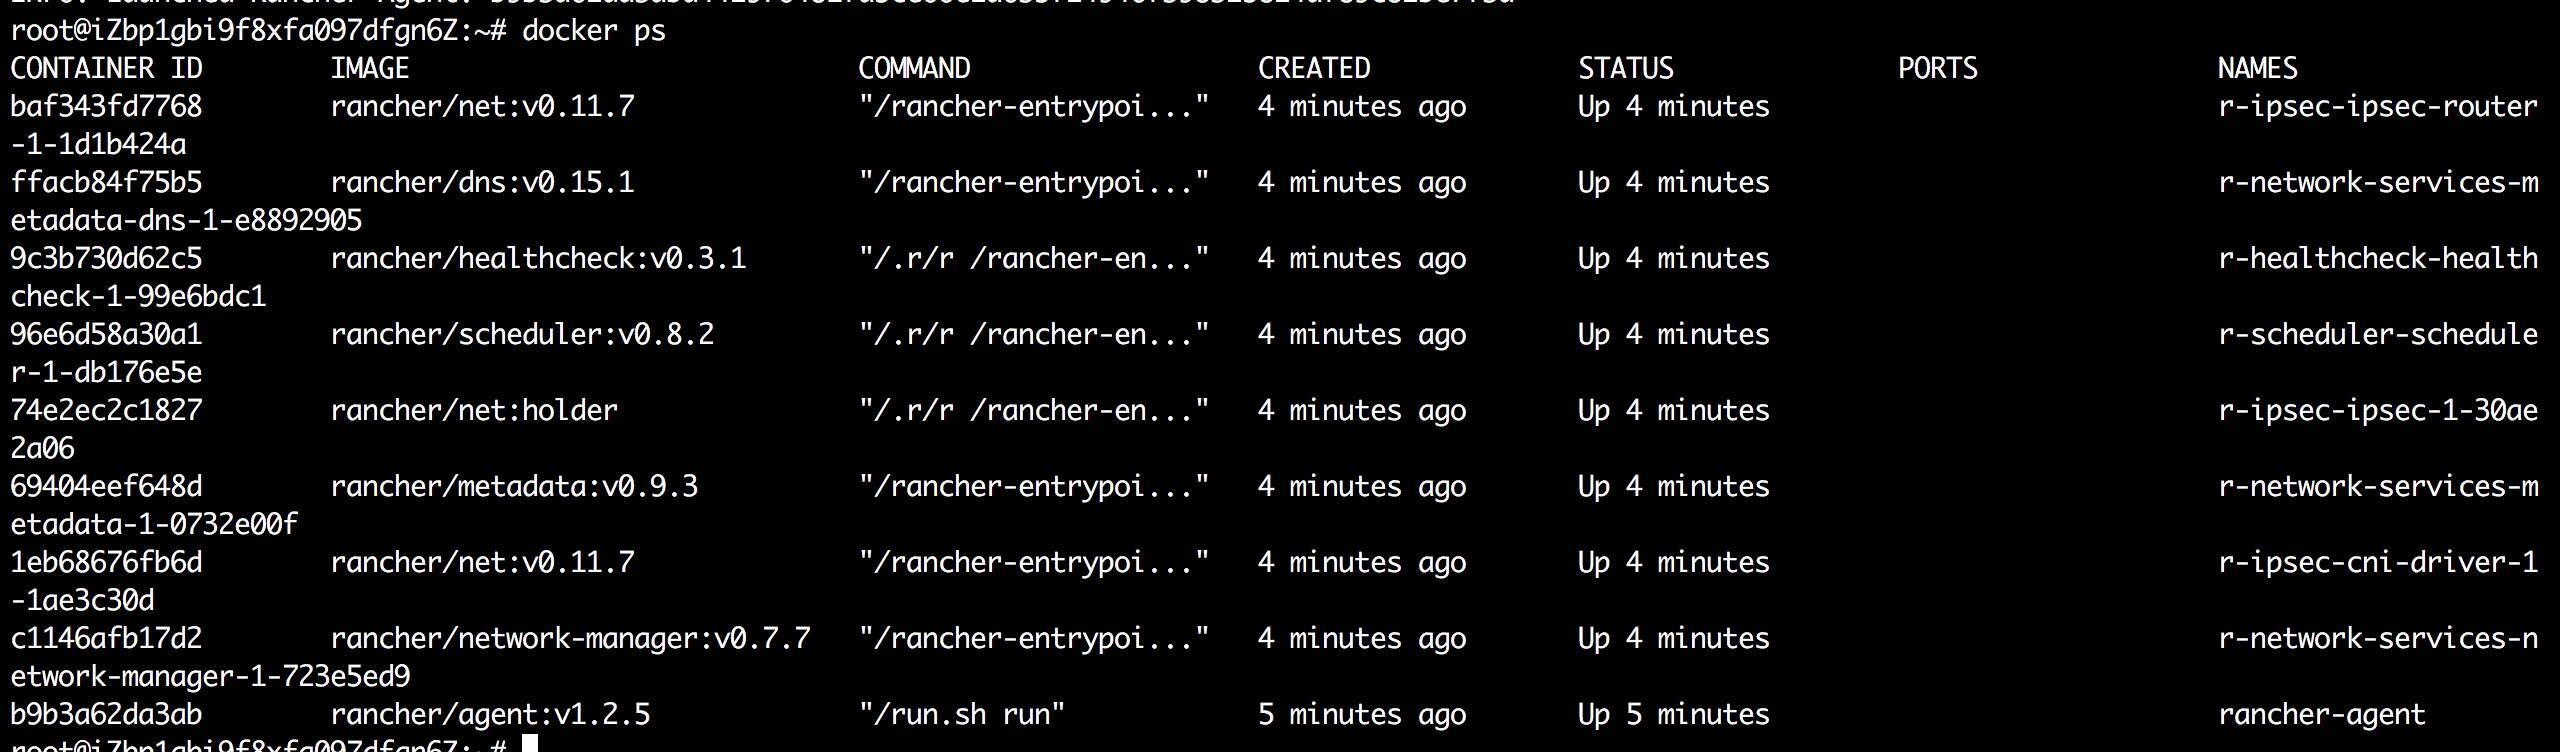 root@iZbp1gbi9f8xfa097dfgn6Z:~# docker ps
CONTAINER ID        IMAGE                            COMMAND                  CREATED             STATUS              PORTS               NAMES
baf343fd7768        rancher/net:v0.11.7              "/rancher-entrypoi..."   4 minutes ago       Up 4 minutes                            r-ipsec-ipsec-router
-1-1d1b424a
ffacb84f75b5        rancher/dns:v0.15.1              "/rancher-entrypoi..."   4 minutes ago       Up 4 minutes                            r-network-services-m
etadata-dns-1-e8892905
9c3b730d62c5        rancher/healthcheck:v0.3.1       "/.r/r /rancher-en..."   4 minutes ago       Up 4 minutes                            r-healthcheck-health
check-1-99e6bdc1
96e6d58a30a1        rancher/scheduler:v0.8.2         "/.r/r /rancher-en..."   4 minutes ago       Up 4 minutes                            r-scheduler-schedule
r-1-db176e5e
74e2ec2c1827        rancher/net:holder               "/.r/r /rancher-en..."   4 minutes ago       Up 4 minutes                            r-ipsec-ipsec-1-30ae
2a06
69404eef648d        rancher/metadata:v0.9.3          "/rancher-entrypoi..."   4 minutes ago       Up 4 minutes                            r-network-services-m
etadata-1-0732e00f
1eb68676fb6d        rancher/net:v0.11.7              "/rancher-entrypoi..."   4 minutes ago       Up 4 minutes                            r-ipsec-cni-driver-1
-1ae3c30d
c1146afb17d2        rancher/network-manager:v0.7.7   "/rancher-entrypoi..."   4 minutes ago       Up 4 minutes                            r-network-services-n
etwork-manager-1-723e5ed9
b9b3a62da3ab        rancher/agent:v1.2.5             "/run.sh run"            5 minutes ago       Up 5 minutes                            rancher-agent
root@iZbp1gbi9f8xfa097dfgn6Z:~#